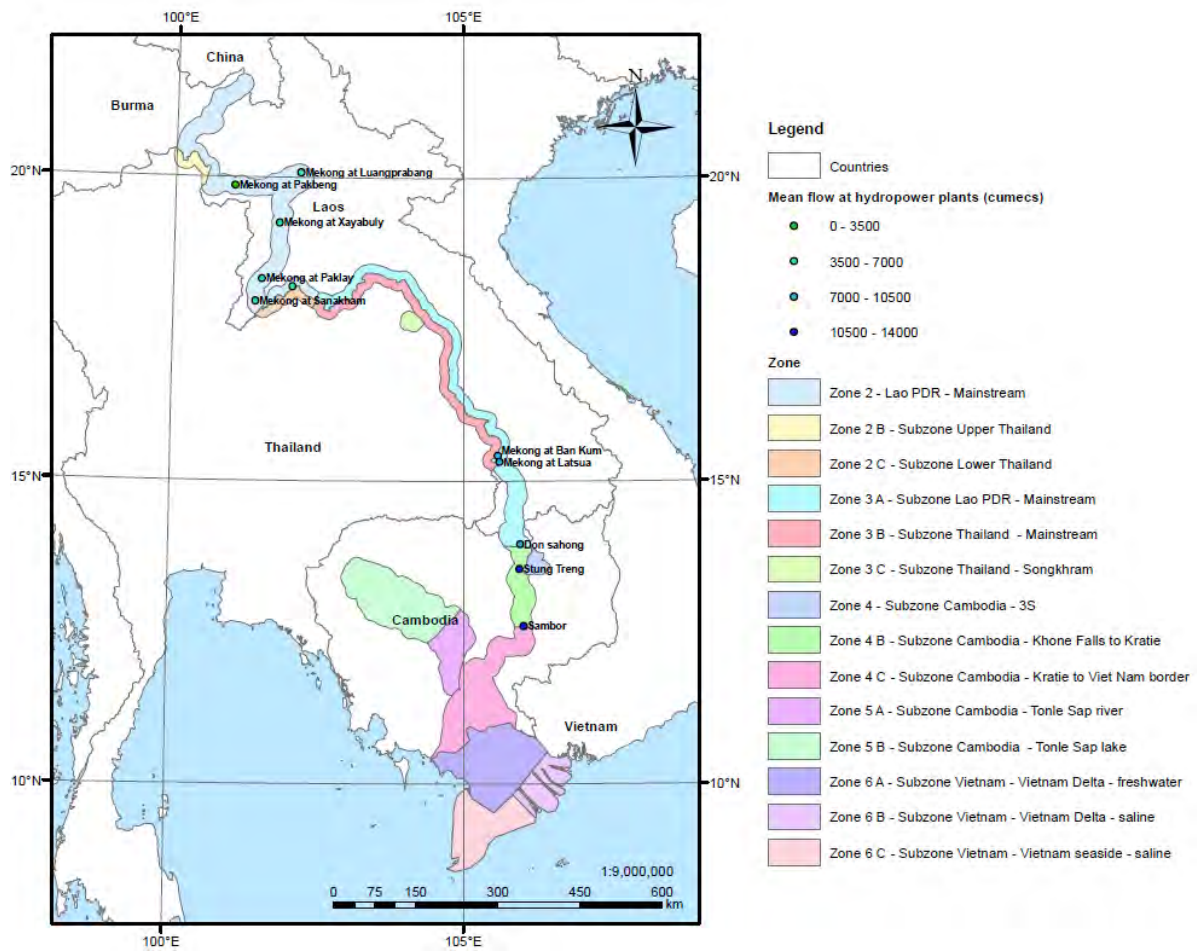 100°E
105°E
China
N
Burma
20°N
20°N
Mekong at Luangprabang
Mekong at Pakbeng
Laos
Mekong at Xayabuly
Mekong at Paklay
Mekong at Sanakham
Thailand
Mekong at Ban Kum
Mekong at Latsua
15°N
15°N
Don sahong
Stung Treng
Cambodia
Sambor
Vietnam
10°N
10°N
1:9,000,000
0 75 150 300 450 600
km
100°E
105°E
Legend
Countries
Mean flow at hydropower plants (cumecs)
0 - 3500
3500 - 7000
7000 - 10500
10500 - 14000
Zone
Zone 2 - Lao PDR - Mainstream
Zone 2 B - Subzone Upper Thailand
Zone 2 C - Subzone Lower Thailand
Zone 3 A - Subzone Lao PDR - Mainstream
Zone 3 B - Subzone Thailand - Mainstream
Zone 3 C - Subzone Thailand - Songkhram
Zone 4 - Subzone Cambodia - 3S
Zone 4 B - Subzone Cambodia - Khone Falls to Kratie
Zone 4 C - Subzone Cambodia - Kratie to Viet Nam border
Zone 5 A - Subzone Cambodia - Tonle Sap river
Zone 5 B - Subzone Cambodia - Tonle Sap lake
Zone 6 A - Subzone Vietnam - Vietnam Delta - freshwater
Zone 6 B - Subzone Vietnam - Vietnam Delta - saline
Zone 6 C - Subzone Vietnam - Vietnam seaside - saline